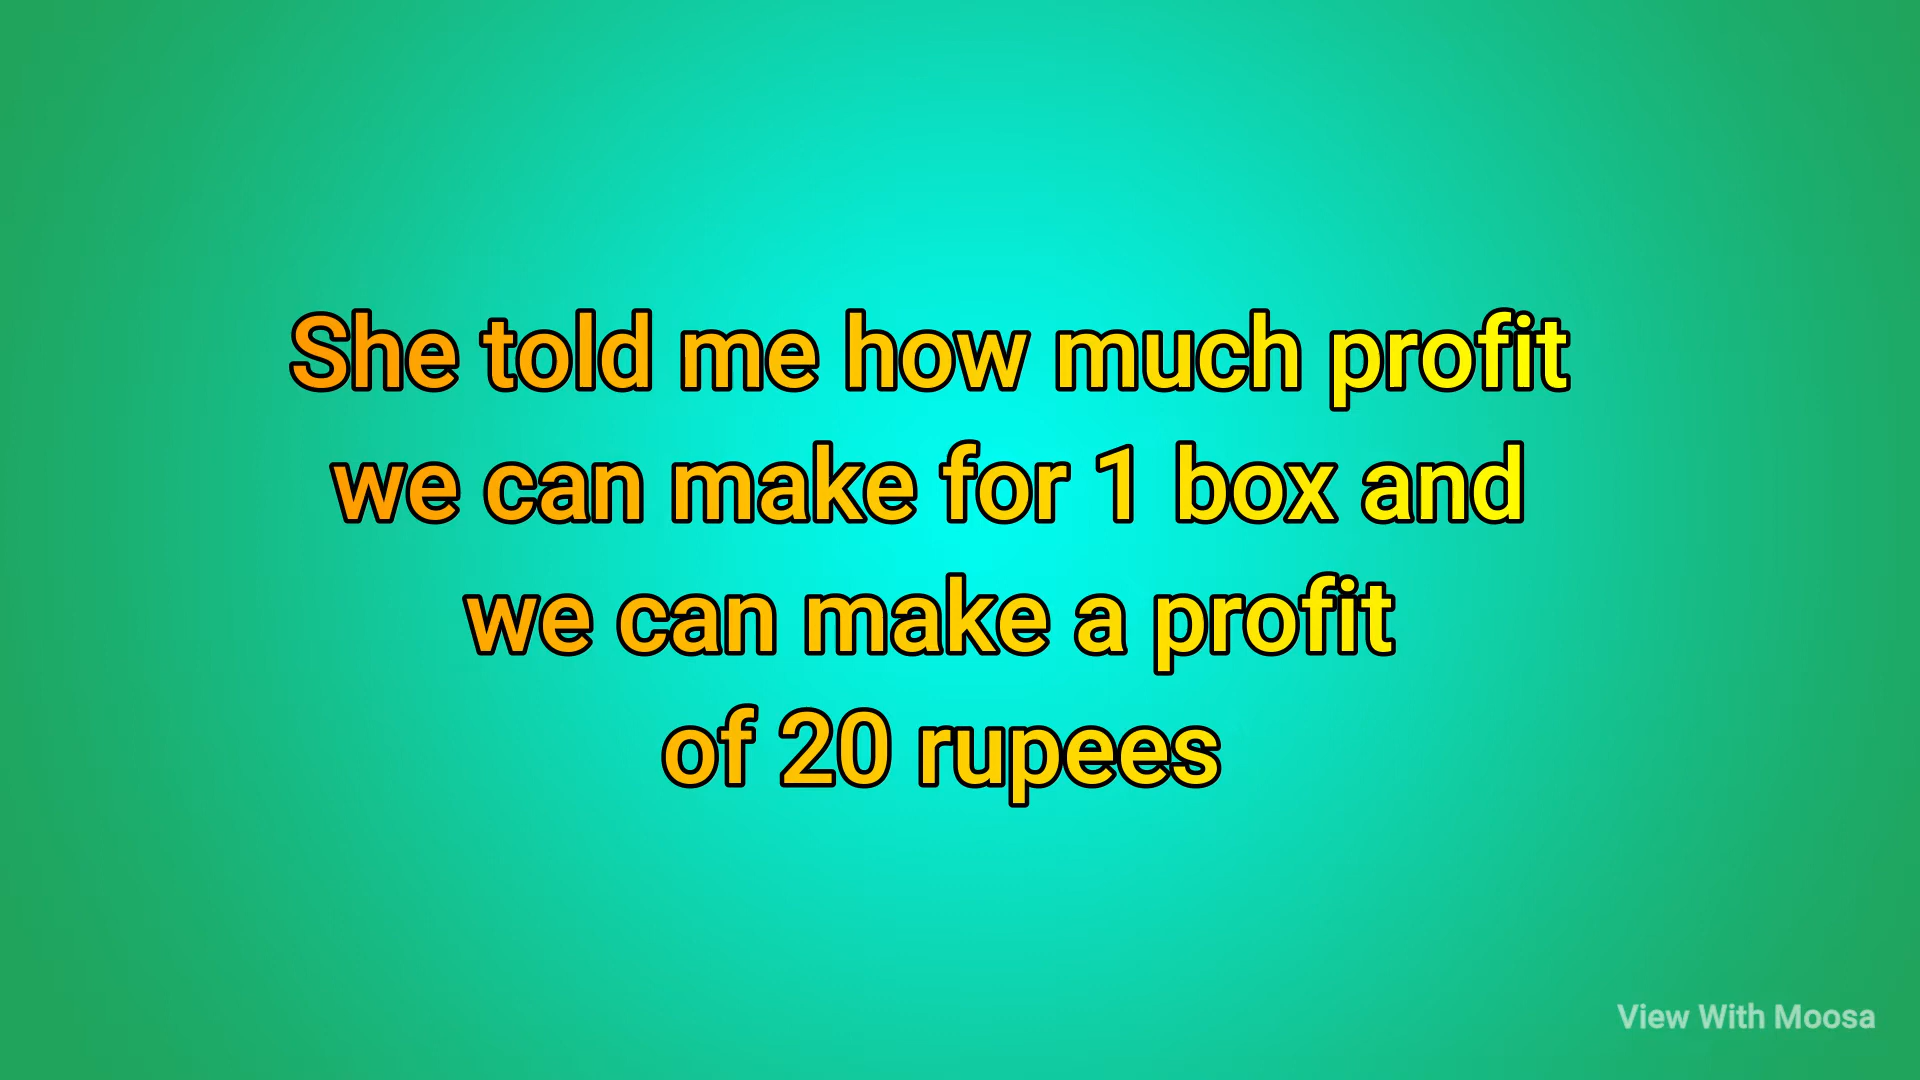 She told me how much profit
we can make for 1 box and
we can make a profit
of 20 rupees
View With Moosa